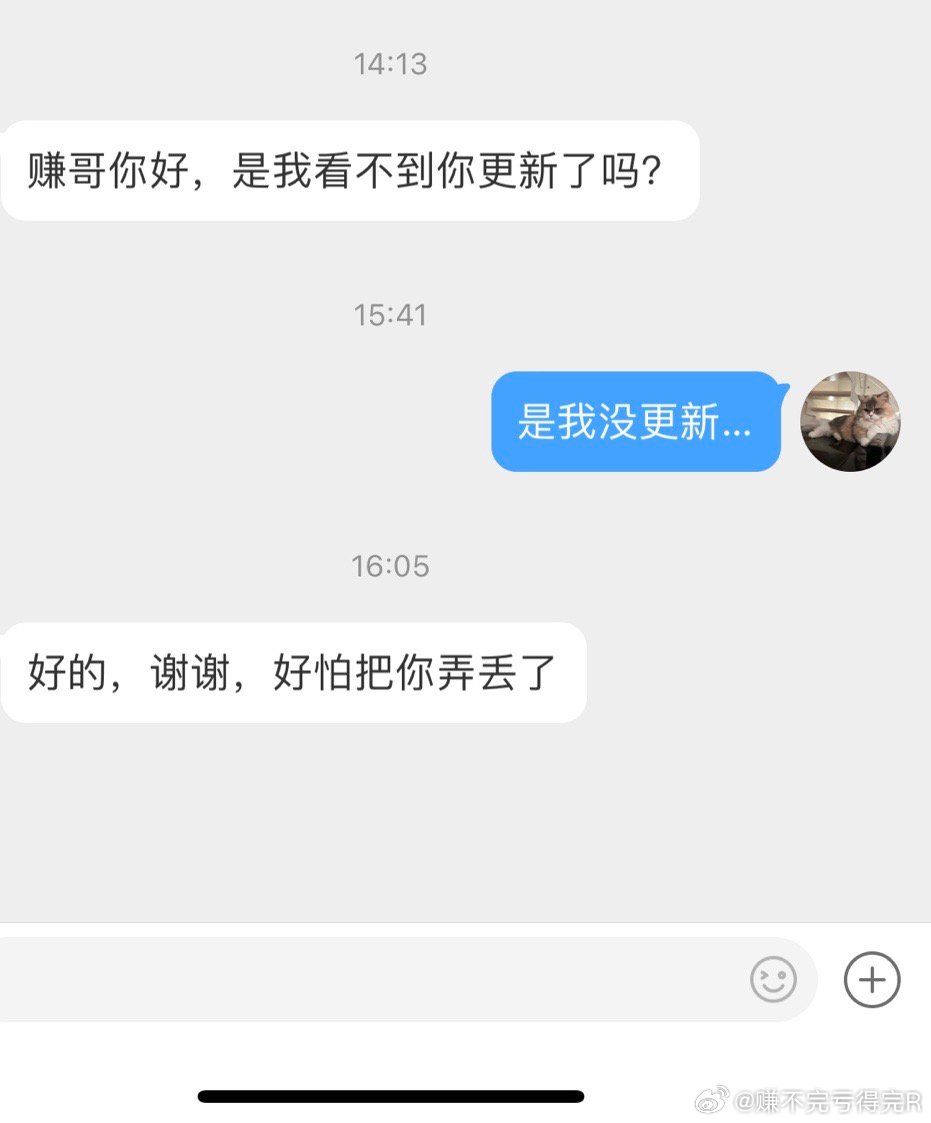 14:13
赚哥你好，是我看不到你更新了吗？
15:41
是我没更新...
16:05
好的，谢谢，好怕把你弄丢了
@赚不完亏得完R